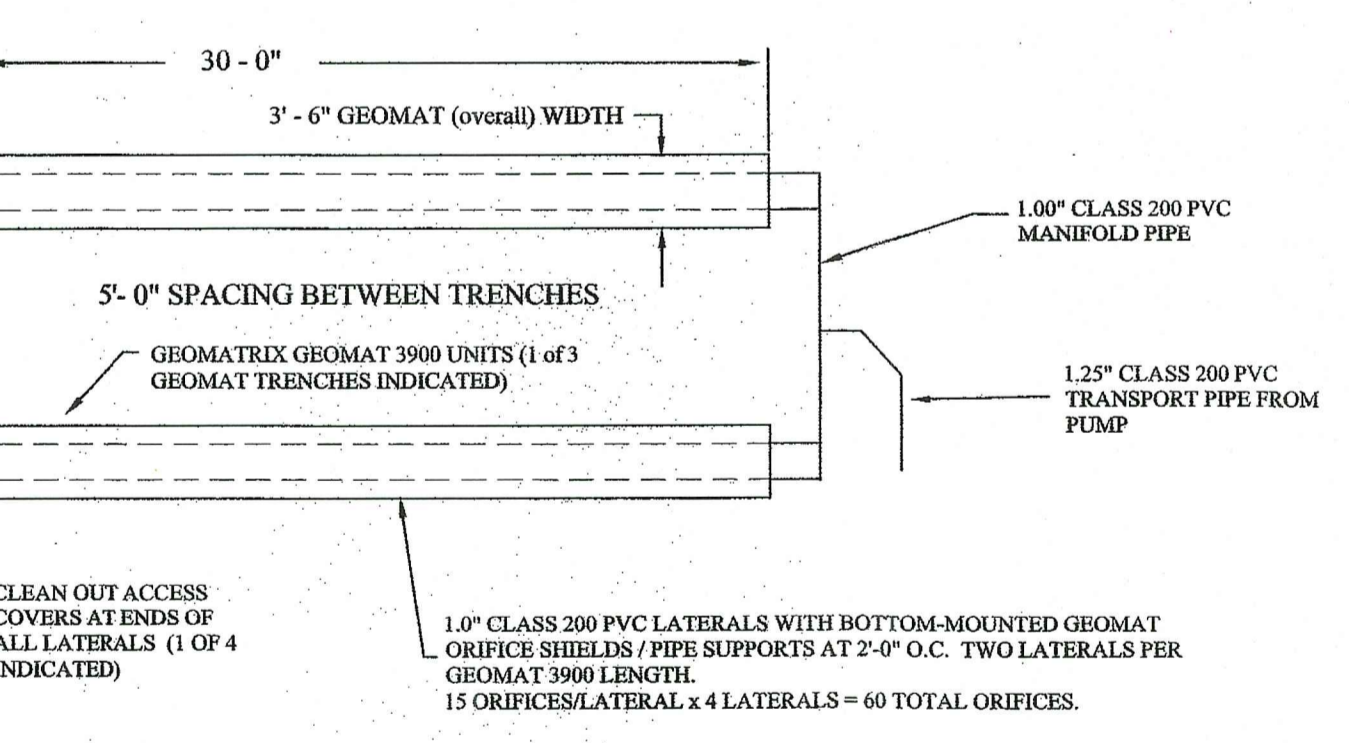 30 - 0"
3' - 6" GEOMAT (overall) WIDTH
1.00" CLASS 200 PVC
MANIFOLD PIPE
5'- 0" SPACING BETWEEN TRENCHES
GEOMATRIX GEOMAT 3900 UNITS (1 of 3
GEOMAT TRENCHES INDICATED)
1.25" CLASS 200 PVC
TRANSPORT PIPE FROM
PUMP
CLEAN OUT ACCESS
COVERS AT ENDS OF
ALL LATERALS (1 OF 4
INDICATED)
1.0" CLASS 200 PVC LATERALS WITH BOTTOM-MOUNTED GEOMAT
ORIFICE SHIELDS / PIPE SUPPORTS AT 2'-0" O.C. TWO LATERALS PER
GEOMAT 3900 LENGTH.
15 ORIFICES/LATERAL x 4 LATERALS = 60 TOTAL ORIFICES.